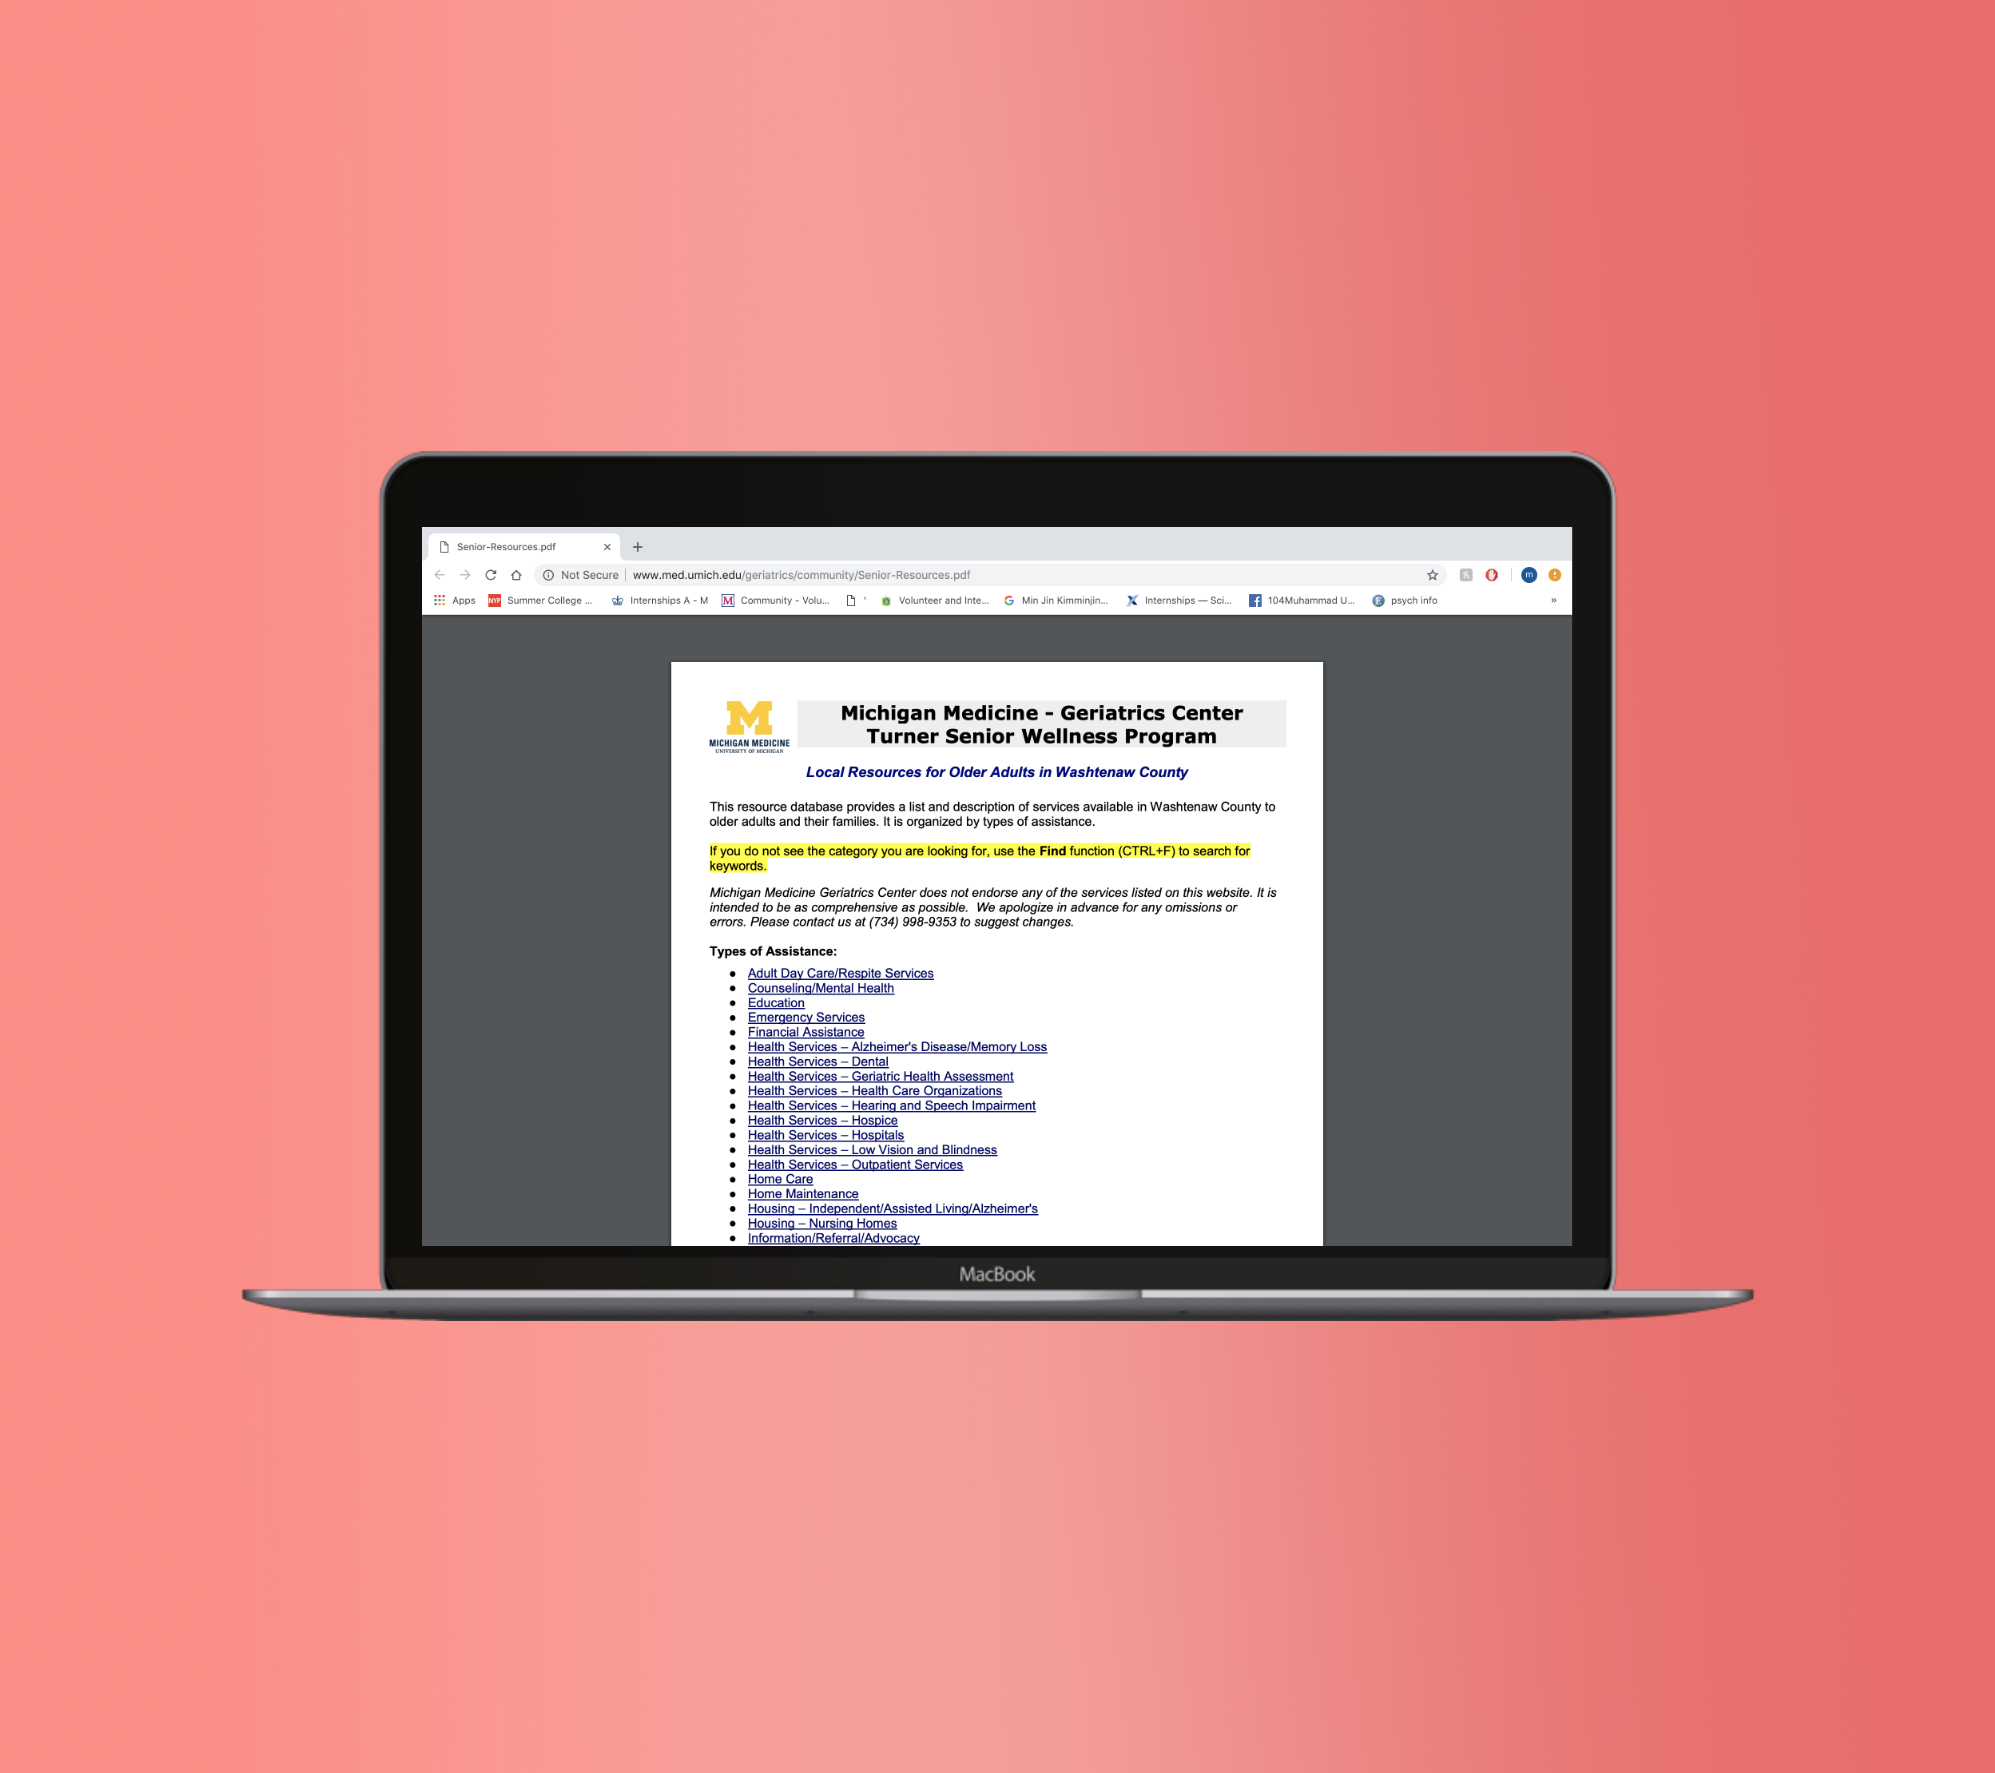 Senior-Resources.pdf
Not Secure www.med.umich.edu/geriatrics/community/Senior-Resources.pdf m
Apps NYP Summer College ... Internships A - M M Community - Volu... ' Volunteer and Inte... G Min Jin Kimminjin... Internships — Sci... 104Muhammad U... psych info »
M
MICHIGAN MEDICINE
UNIVERSITY OF MICHIGAN
Michigan Medicine - Geriatrics Center
Turner Senior Wellness Program
Local Resources for Older Adults in Washtenaw County
This resource database provides a list and description of services available in Washtenaw County to
older adults and their families. It is organized by types of assistance.
If you do not see the category you are looking for, use the Find function (CTRL+F) to search for
keywords.
Michigan Medicine Geriatrics Center does not endorse any of the services listed on this website. It is
intended to be as comprehensive as possible.  We apologize in advance for any omissions or
errors. Please contact us at (734) 998-9353 to suggest changes.
Types of Assistance:
● Adult Day Care/Respite Services
● Counseling/Mental Health
● Education
● Emergency Services
● Financial Assistance
● Health Services – Alzheimer's Disease/Memory Loss
● Health Services – Dental
● Health Services – Geriatric Health Assessment
● Health Services – Health Care Organizations
● Health Services – Hearing and Speech Impairment
● Health Services – Hospice
● Health Services – Hospitals
● Health Services – Low Vision and Blindness
● Health Services – Outpatient Services
● Home Care
● Home Maintenance
● Housing – Independent/Assisted Living/Alzheimer's
● Housing – Nursing Homes
● Information/Referral/Advocacy
MacBook